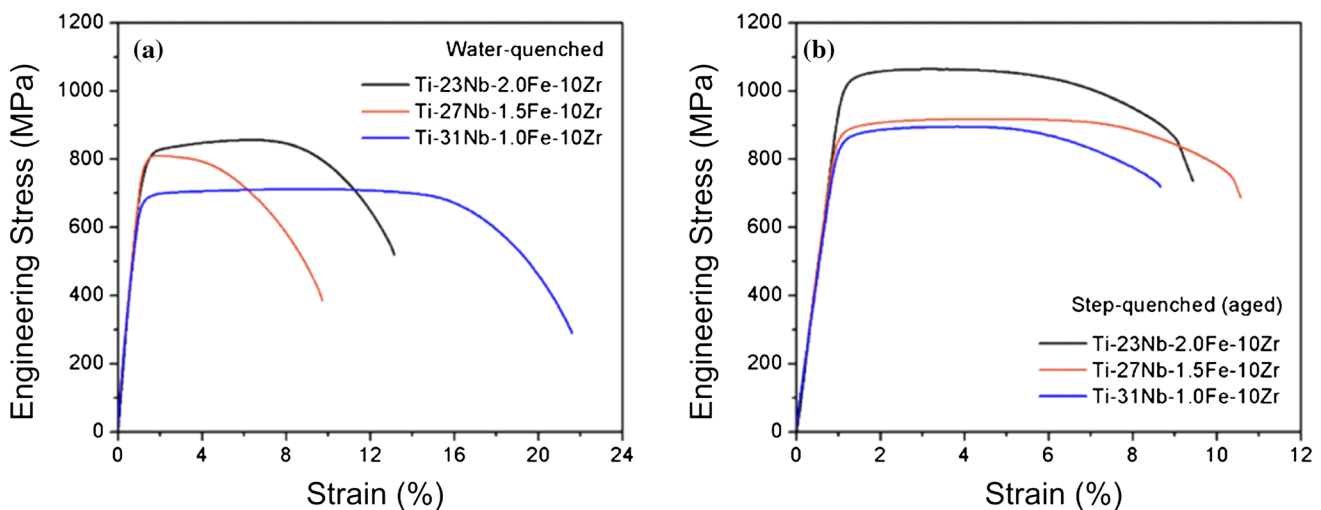 (a)
Water-quenched
Ti-23Nb-2.0Fe-10Zr
Ti-27Nb-1.5Fe-10Zr
Ti-31Nb-1.0Fe-10Zr
Engineering Stress (MPa)
1200
1000
800
600
400
200
0
0 4 8 12 16 20 24
Strain (%)
(b)
Engineering Stress (MPa)
1200
1000
800
600
400
200
0
Step-quenched (aged)
Ti-23Nb-2.0Fe-10Zr
Ti-27Nb-1.5Fe-10Zr
Ti-31Nb-1.0Fe-10Zr
0 2 4 6 8 10 12
Strain (%)